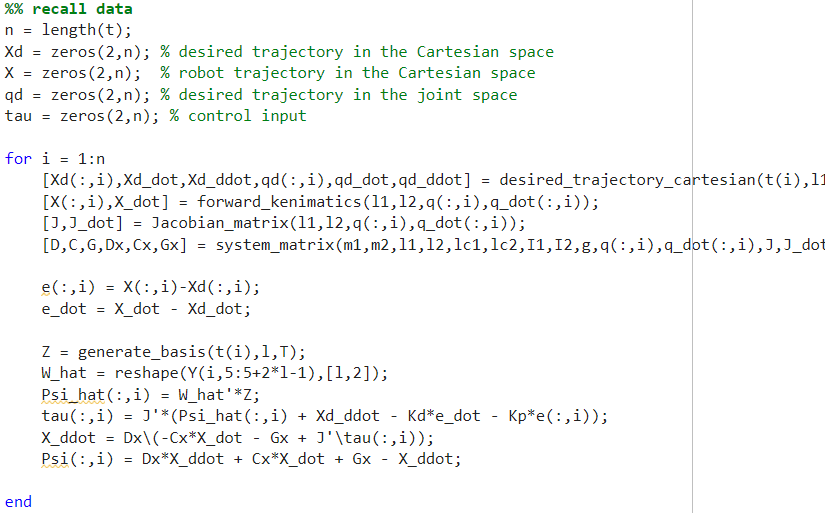 %% recall data
n = length(t);
Xd = zeros(2,n); % desired trajectory in the Cartesian space
X = zeros(2,n);  % robot trajectory in the Cartesian space
qd = zeros(2,n); % desired trajectory in the joint space
tau = zeros(2,n); % control input
for i = 1:n
[Xd(:,i),Xd_dot,Xd_ddot,qd(:,i),qd_dot,qd_ddot] = desired_trajectory_cartesian(t(i),l1
[X(:,i),X_dot] = forward_kenimatics(l1,l2,q(:,i),q_dot(:,i));
[J,J_dot] = Jacobian_matrix(l1,l2,q(:,i),q_dot(:,i));
[D,C,G,Dx,Cx,Gx] = system_matrix(m1,m2,l1,l2,lc1,lc2,I1,I2,g,q(:,i),q_dot(:,i),J,J_dot
e(:,i) = X(:,i)-Xd(:,i);
e_dot = X_dot - Xd_dot;
Z = generate_basis(t(i),l,T);
W_hat = reshape(Y(i,5:5+2*l-1),[l,2]);
Psi_hat(:,i) = W_hat'*Z;
tau(:,i) = J'*(Psi_hat(:,i) + Xd_ddot - Kd*e_dot - Kp*e(:,i));
X_ddot = Dx\(-Cx*X_dot - Gx + J'\tau(:,i));
Psi(:,i) = Dx*X_ddot + Cx*X_dot + Gx - X_ddot;
end